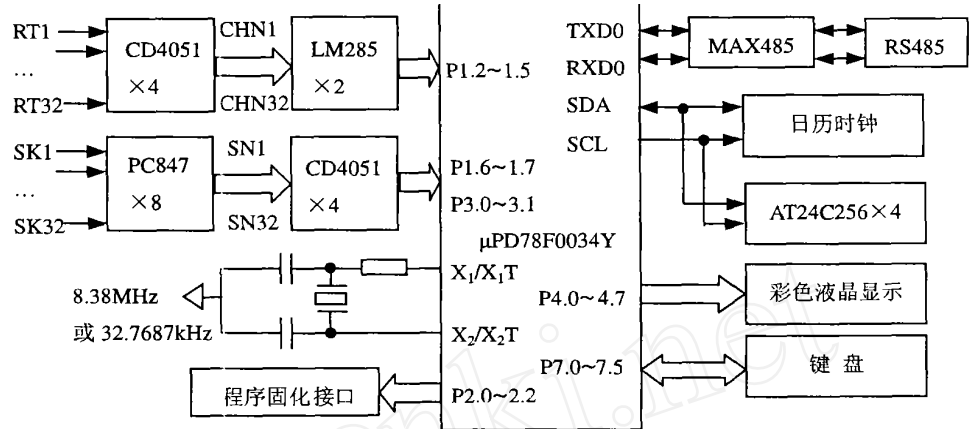 RT1
…
RT32
CD4051
×4
CHN1
CHN32
LM285
×2
P1.2~1.5
SK1
…
SK32
PC847
×8
SN1
SN32
CD4051
×4
P1.6~1.7
P3.0~3.1
μPD78F0034Y
8.38MHz
或 32.7687kHz
X₁/X₁T
X₂/X₂T
程序固化接口
P2.0~2.2
TXD0
RXD0
MAX485
RS485
SDA
SCL
日历时钟
AT24C256×4
P4.0~4.7
彩色液晶显示
P7.0~7.5
键 盘